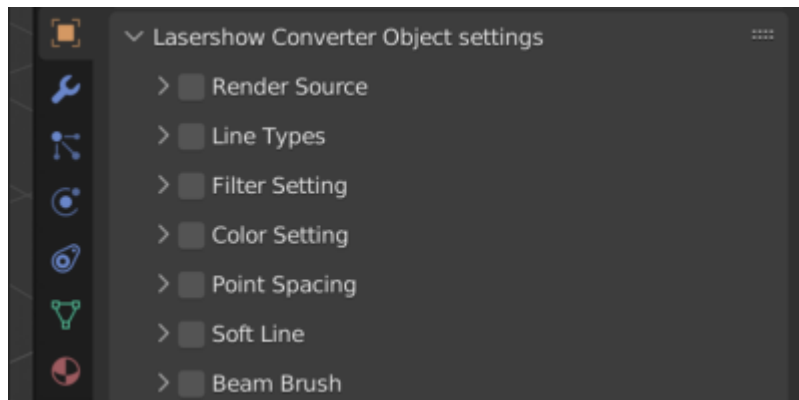 Lasershow Converter Object settings
Render Source
Line Types
Filter Setting
Color Setting
Point Spacing
Soft Line
Beam Brush